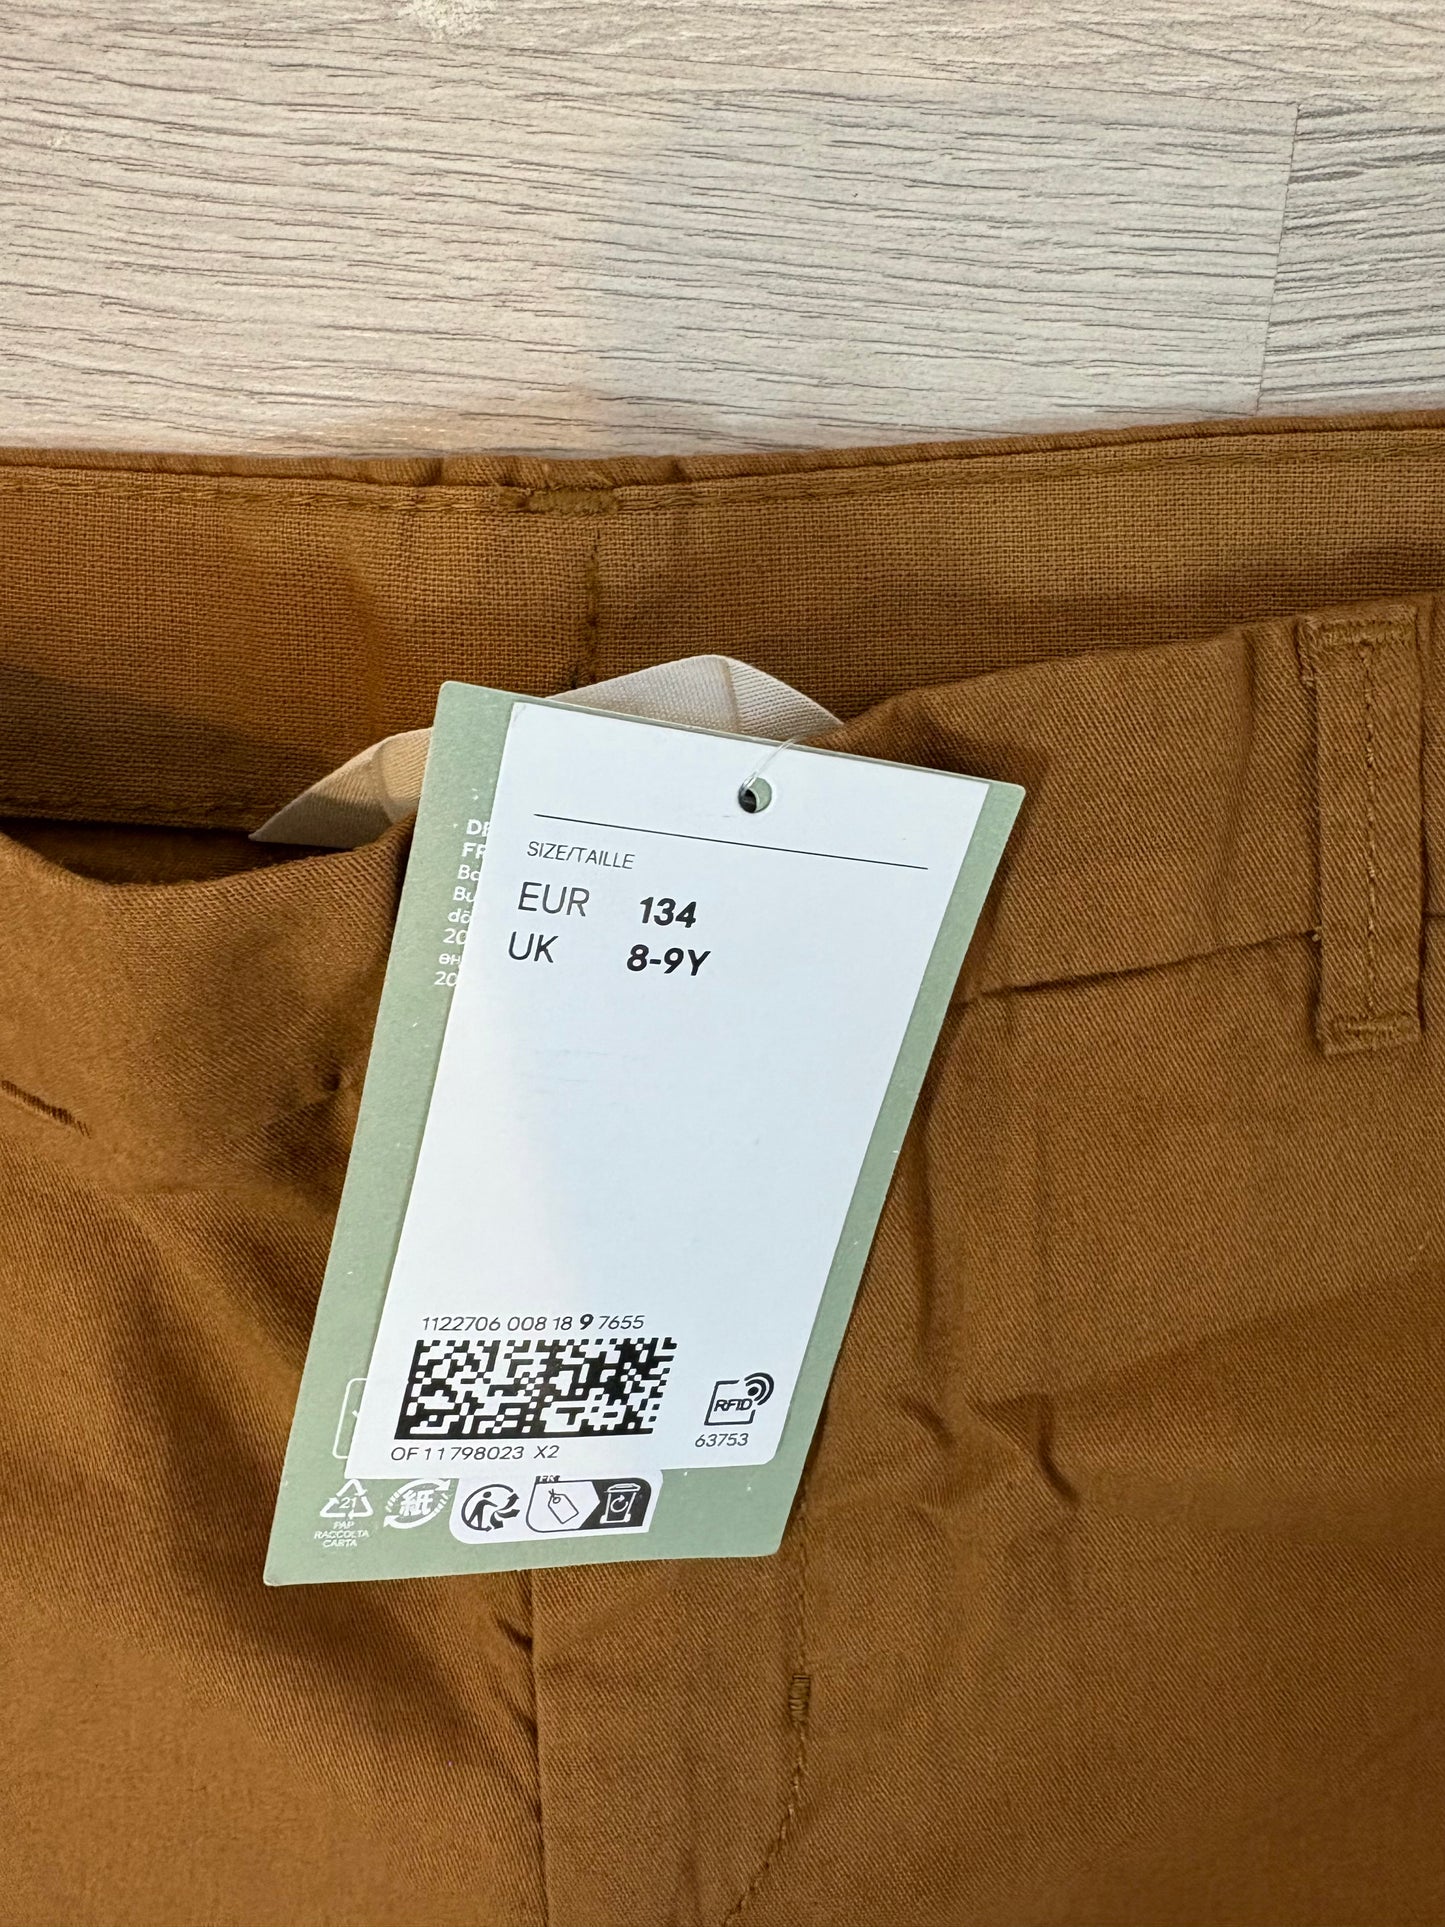 SIZE/TAILLE
EUR 134
UK 8-9Y
1122706 008 18 9 7655
OF 11798023 X2
RFID
63753
21
PAP
RACCOLTA
CARTA
紙